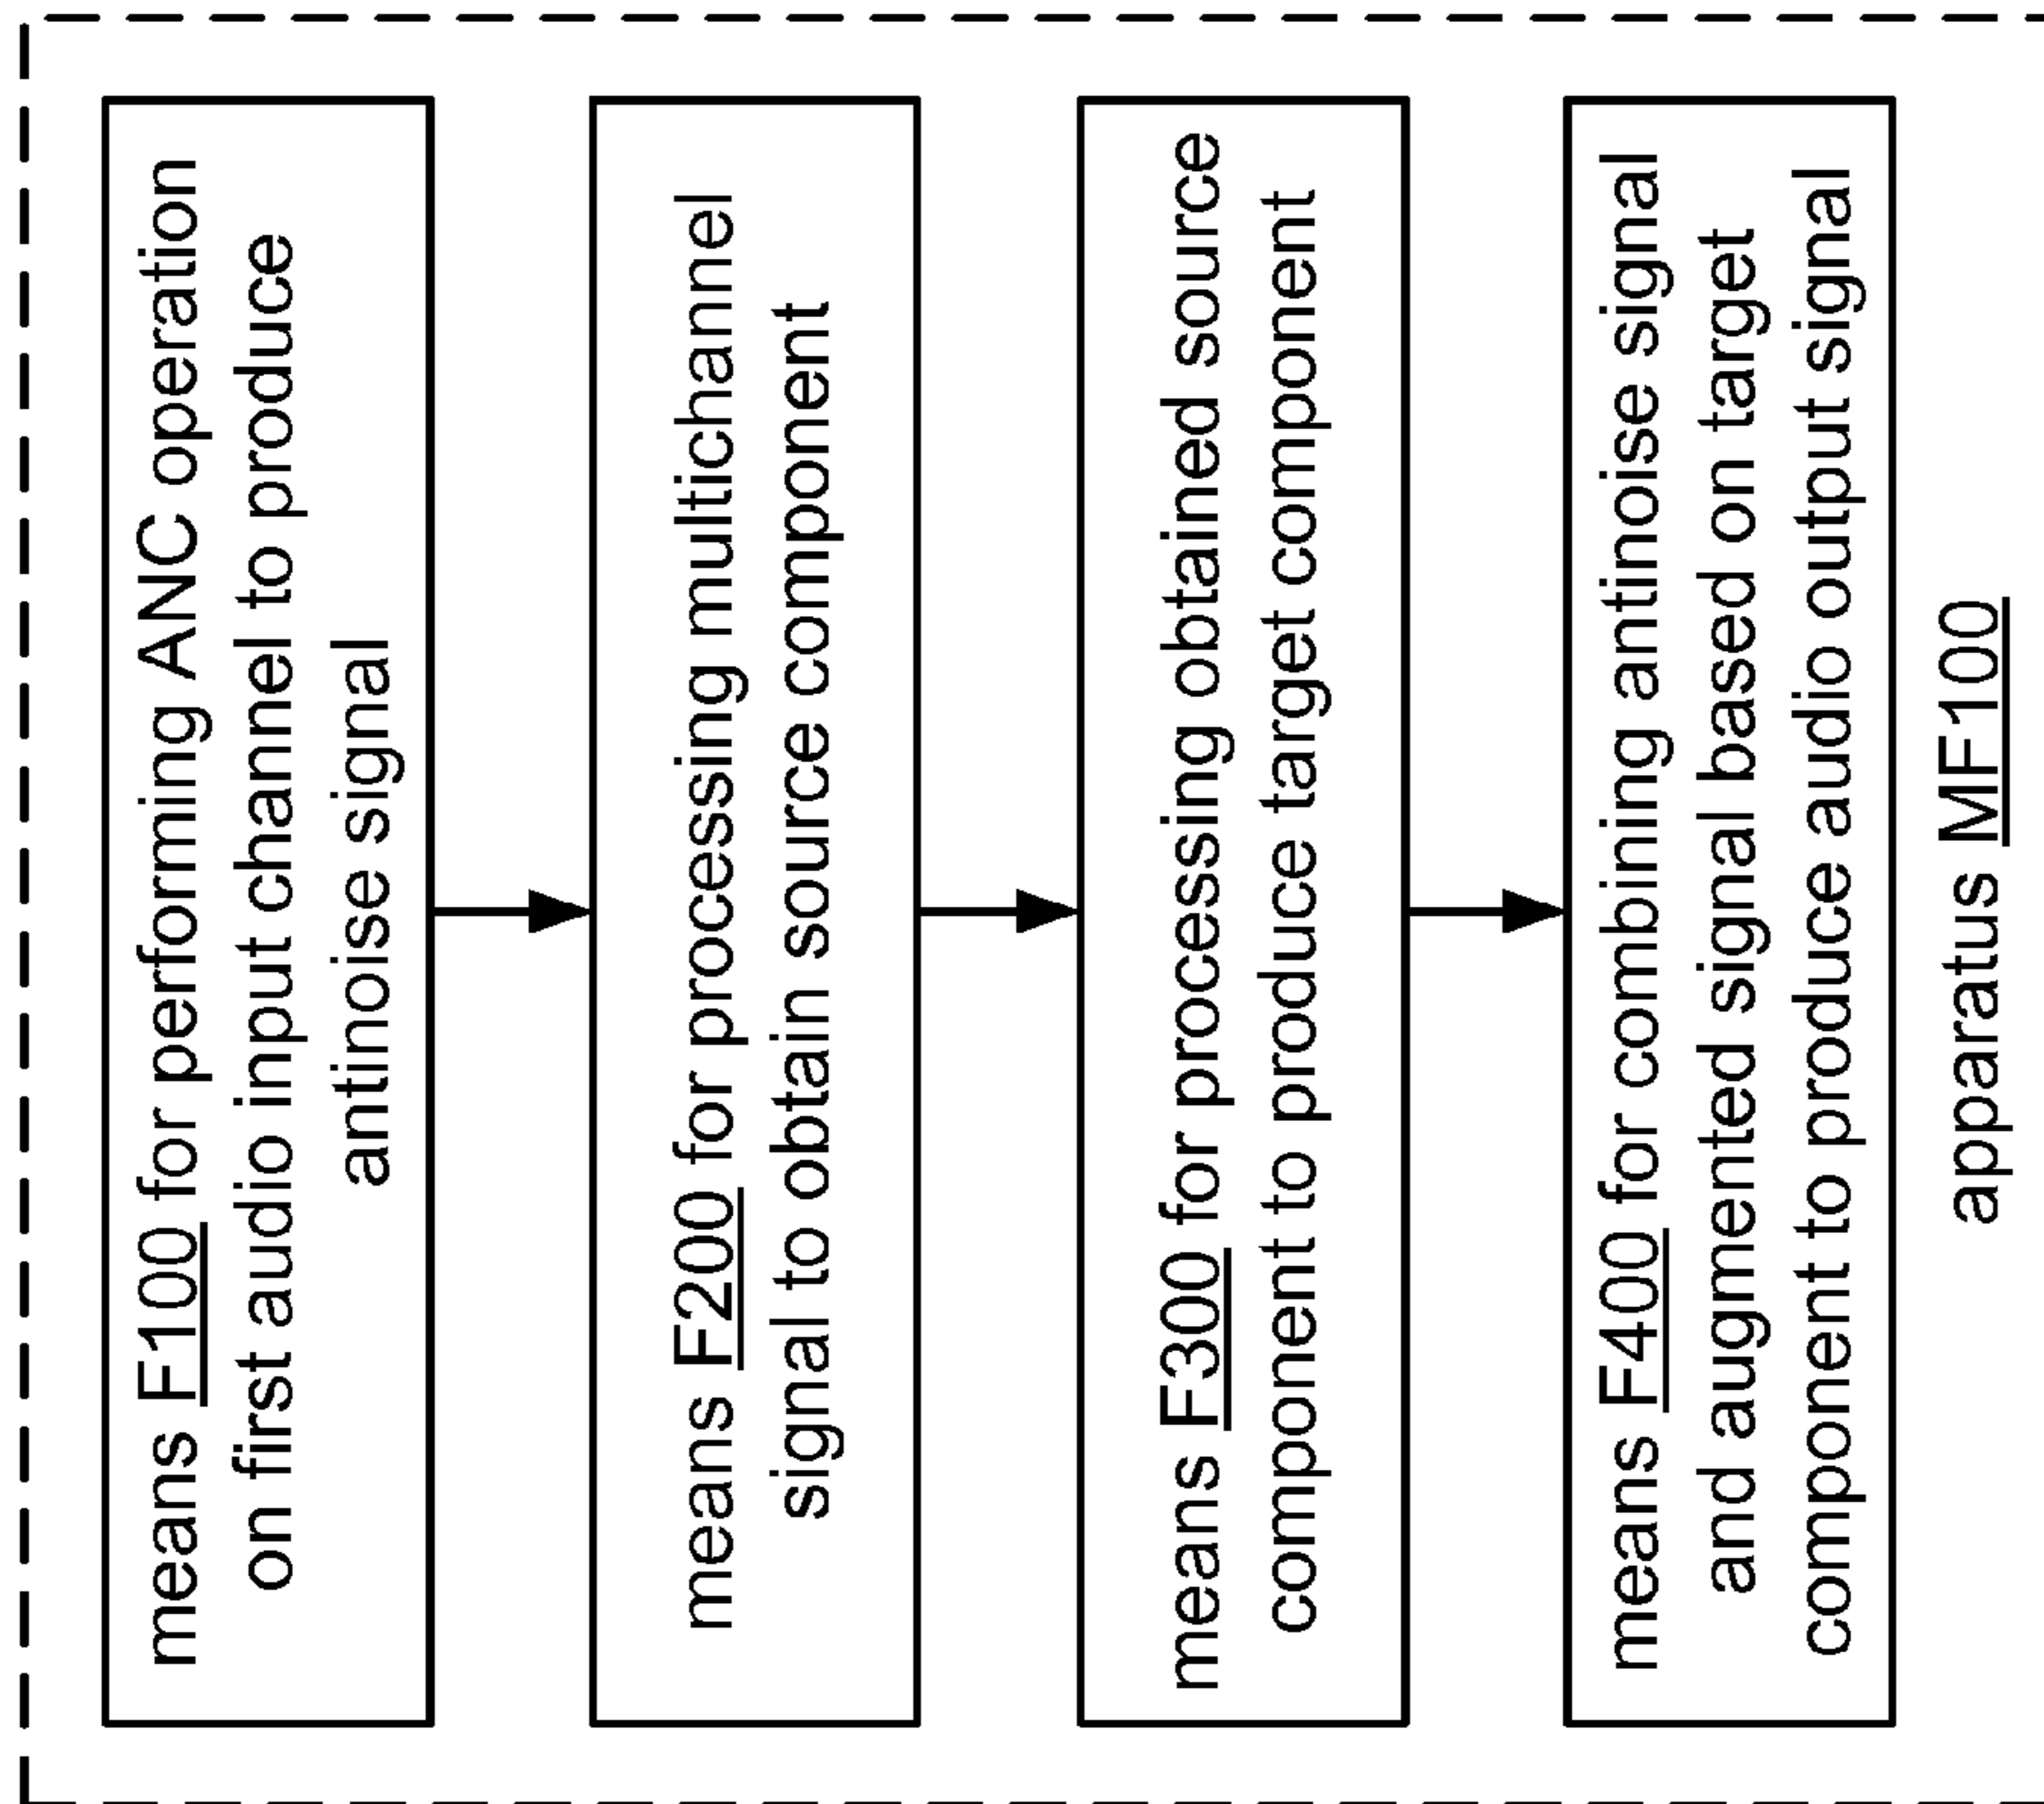 means F100 for performing ANC operation
on first audio input channel to produce
antinoise signal
means F200 for processing multichannel
signal to obtain source component
means F300 for processing obtained source
component to produce target component
means F400 for combining antinoise signal
and augmented signal based on target
component to produce audio output signal
apparatus MF100